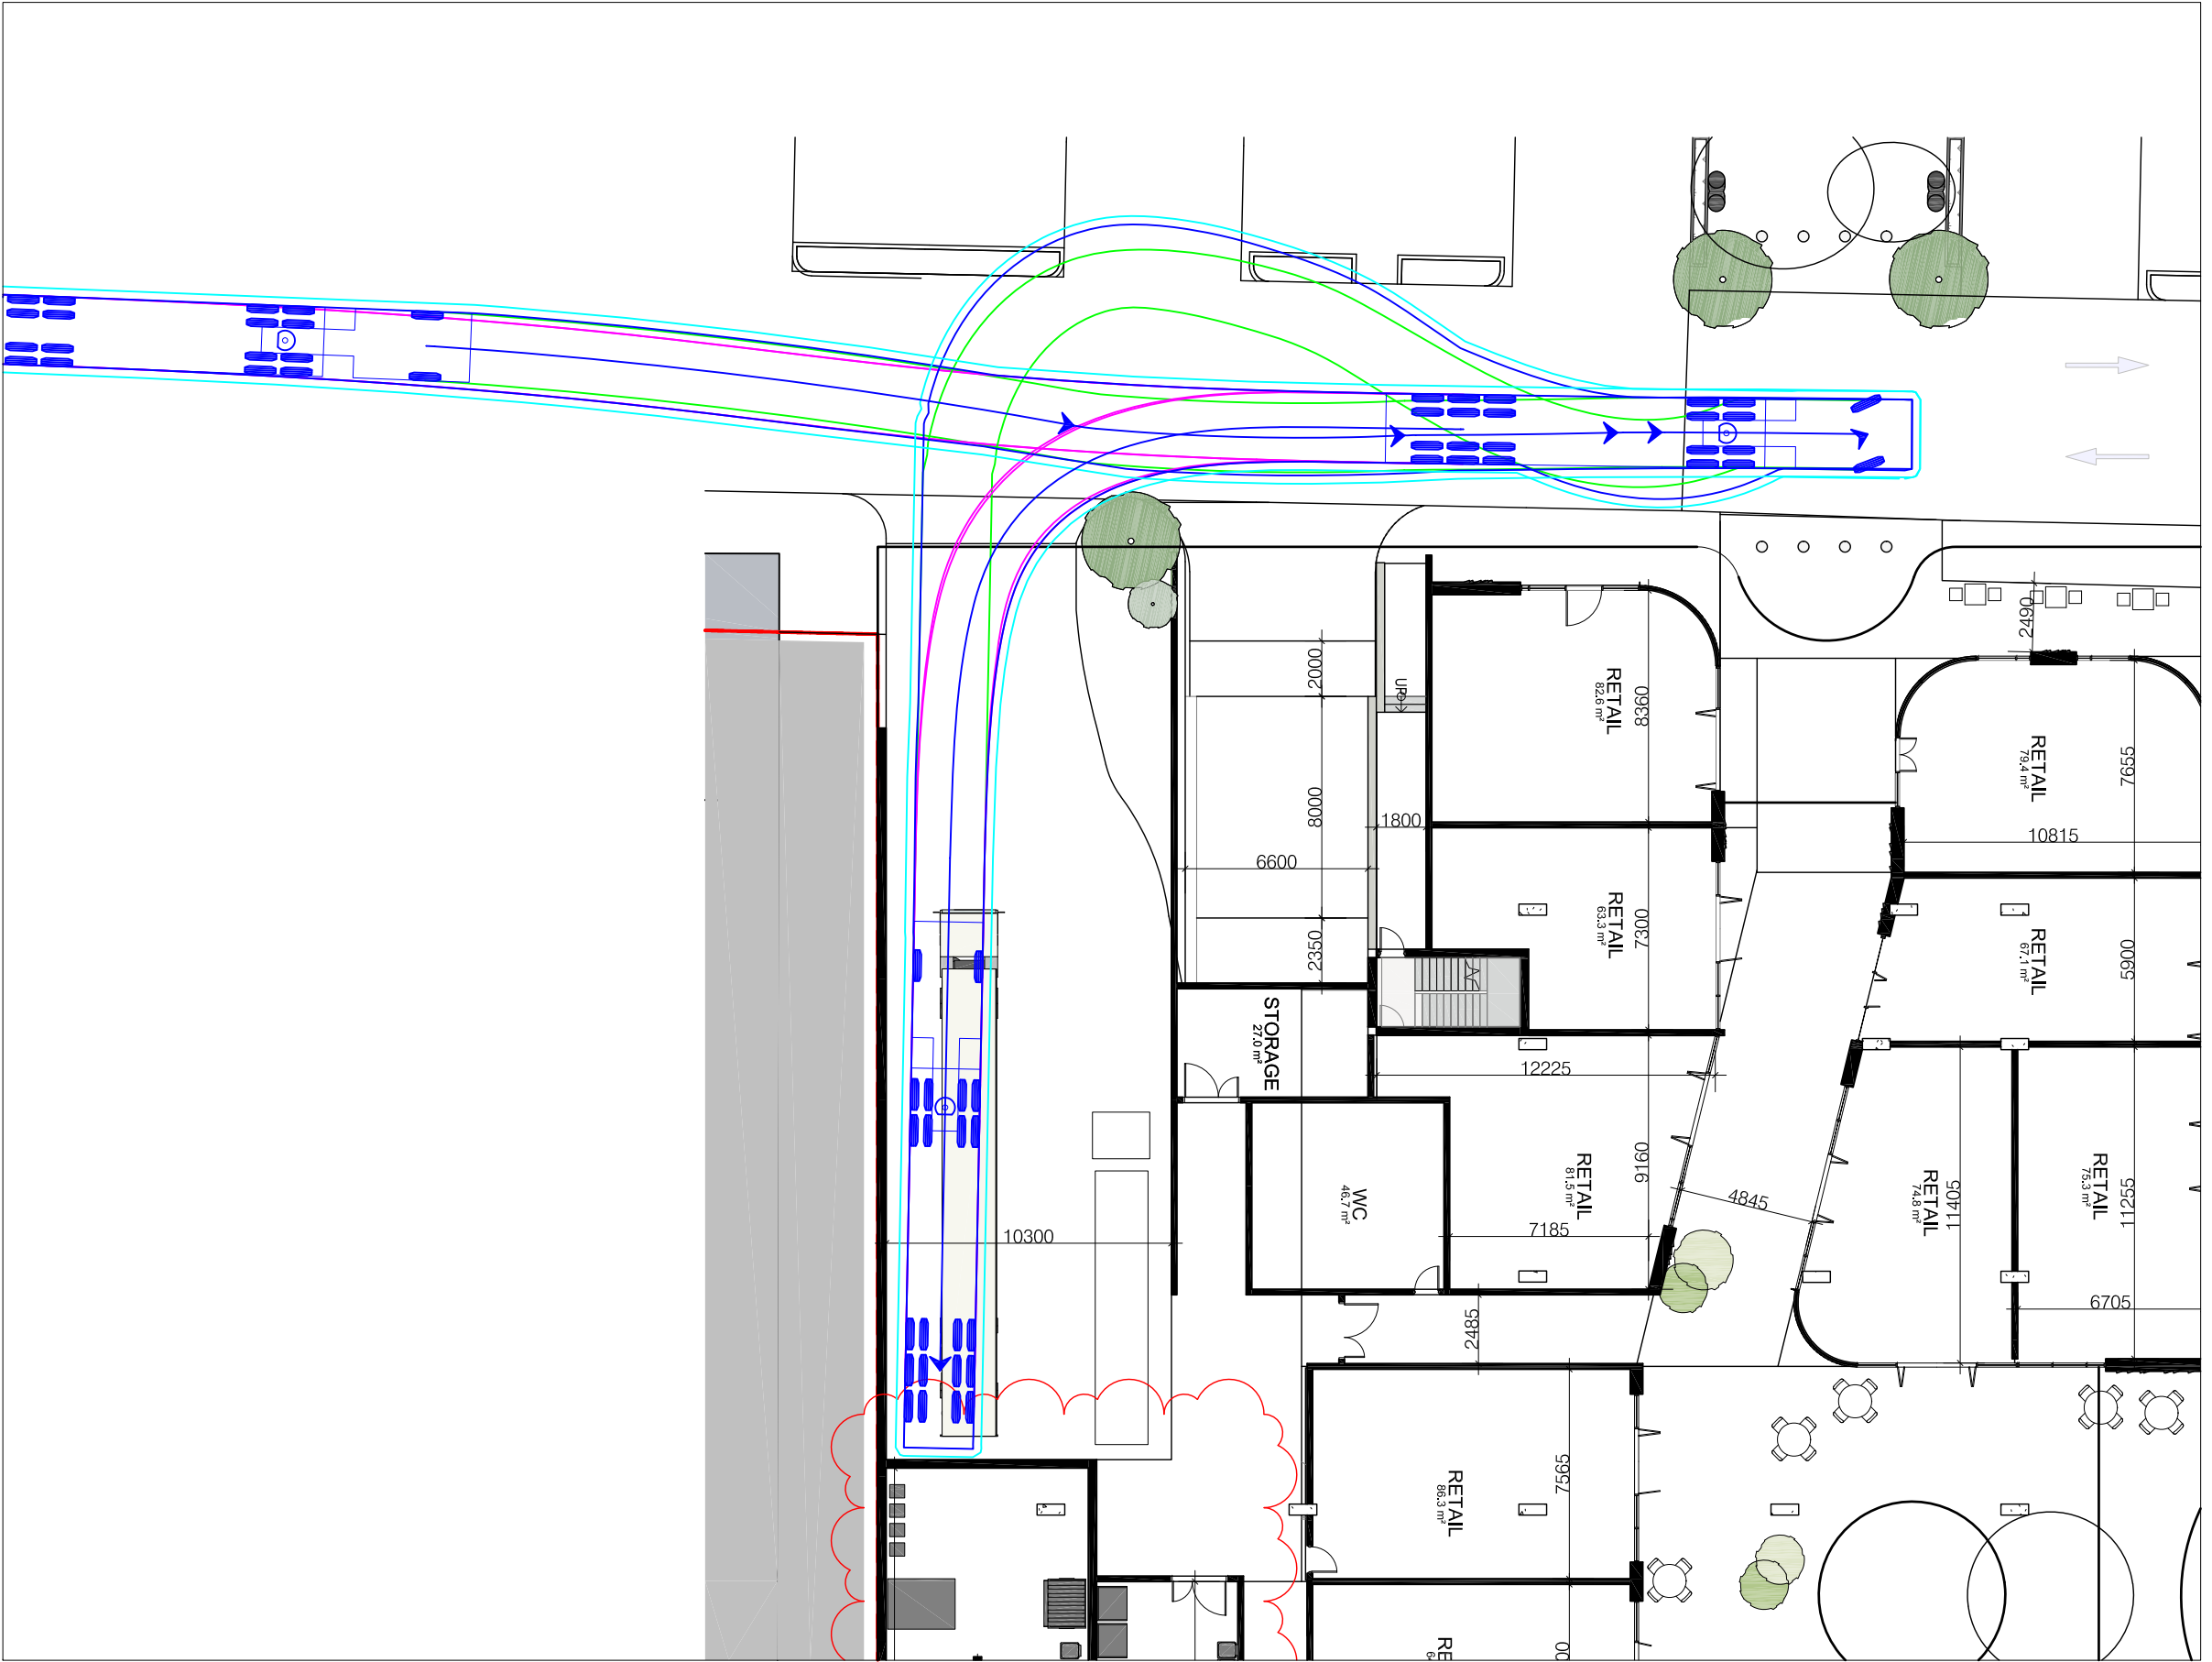 2490
2000
UP
RETAIL
82.6 m²
8360
RETAIL
79.4 m²
7655
8000
1800
10815
6600
RETAIL
63.3 m²
7300
RETAIL
67.1 m²
5900
2350
STORAGE
27.0 m²
12225
WC
46.7 m²
RETAIL
81.5 m²
9160
4845
RETAIL
74.8 m²
11405
RETAIL
75.3 m²
11255
10300
7185
6705
2485
RETAIL
86.3 m²
7565
RE